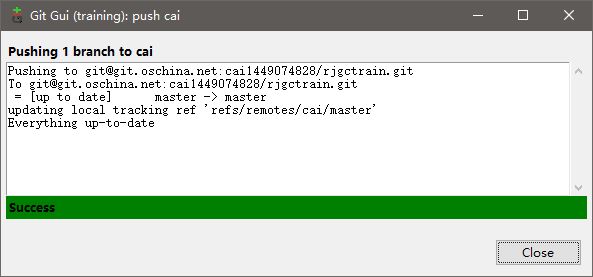 Git Gui (training): push cai
Pushing 1 branch to cai
Pushing to git@git.oschina.net:cai1449074828/rjgctrain.git
To git@git.oschina.net:cai1449074828/rjgctrain.git
 = [up to date]      master -> master
updating local tracking ref 'refs/remotes/cai/master'
Everything up-to-date
Success
Close